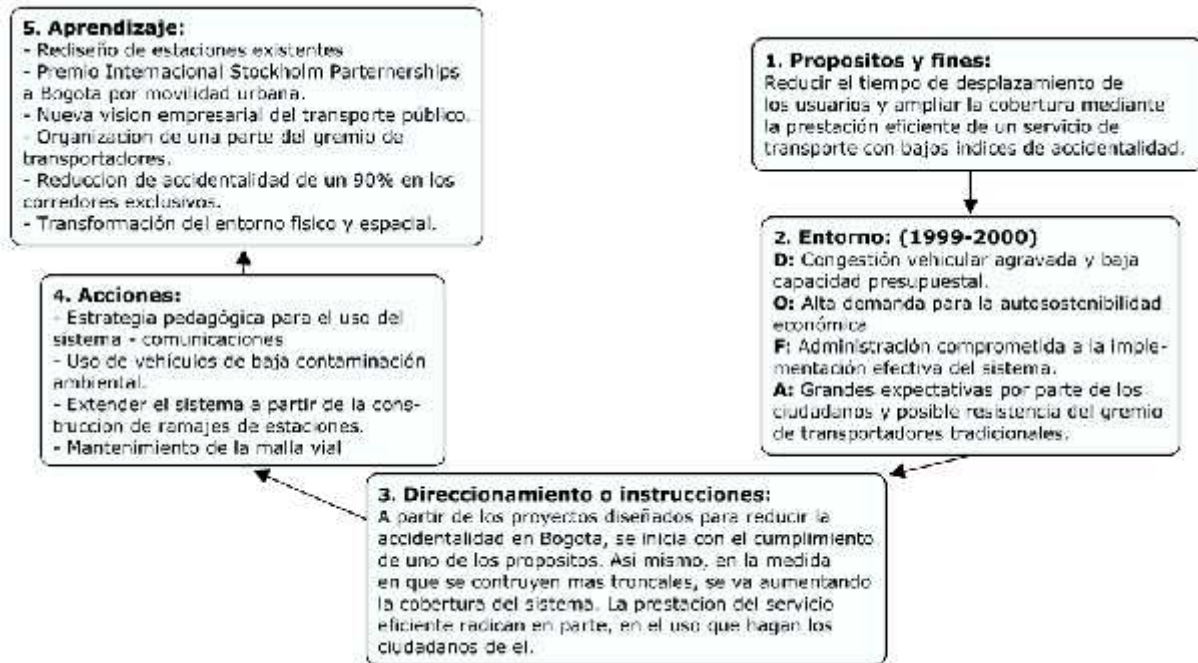 5. Aprendizaje:
- Rediseño de estaciones existentes
- Premio Internacional Stockholm Parternerships
a Bogota por movilidad urbana.
- Nueva vision empresarial del transporte público.
- Organizacion de una parte del gremio de
transportadores.
- Reduccion de accidentalidad de un 90% en los
corredores exclusivos.
- Transformación del entorno fisico y espacial.
1. Propositos y fines:
Reducir el tiempo de desplazamiento de
los usuarios y ampliar la cobertura mediante
la prestación eficiente de un servicio de
transporte con bajos indices de accidentalidad.
2. Entorno: (1999-2000)
D: Congestión vehicular agravada y baja
capacidad presupuestal.
O: Alta demanda para la autosostenibilidad
económica
F: Administración comprometida a la imple-
mentación efectiva del sistema.
A: Grandes expectativas por parte de los
ciudadanos y posible resistencia del gremio
de transportadores tradicionales.
3. Direccionamiento o instrucciones:
A partir de los proyectos diseñados para reducir la
accidentalidad en Bogota, se inicia con el cumplimiento
de uno de los propositos. Asi mismo, en la medida
en que se contruyen mas troncales, se va aumentando
la cobertura del sistema. La prestacion del servicio
eficiente radican en parte, en el uso que hagan los
ciudadanos de el.
4. Acciones:
- Estrategia pedagógica para el uso del
sistema - comunicaciones
- Uso de vehículos de baja contaminación
ambiental.
- Extender el sistema a partir de la cons-
truccion de ramajes de estaciones.
- Mantenimiento de la malla vial